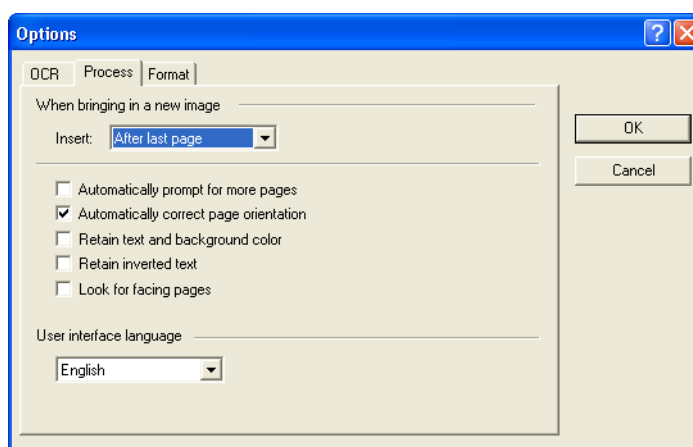 Options
OCR Process Format
When bringing in a new image
Insert: After last page
OK
Cancel
Automatically prompt for more pages
Automatically correct page orientation
Retain text and background color
Retain inverted text
Look for facing pages
User interface language
English